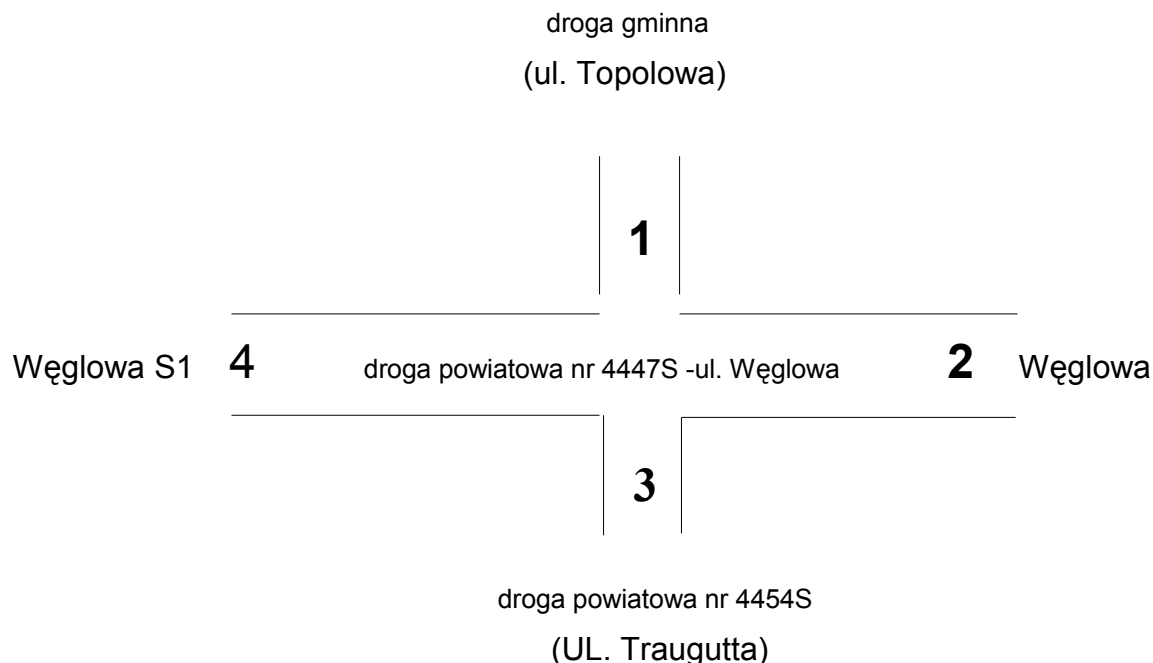 droga gminna
(ul. Topolowa)
1
Węglowa S1 4 droga powiatowa nr 4447S -ul. Węglowa 2 Węglowa
3
droga powiatowa nr 4454S
(UL. Traugutta)